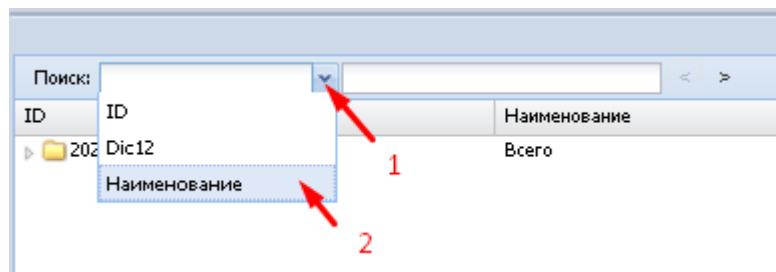 Поиск: < >
ID ID Наименование
202 Dic12 Всего
Наименование
1
2